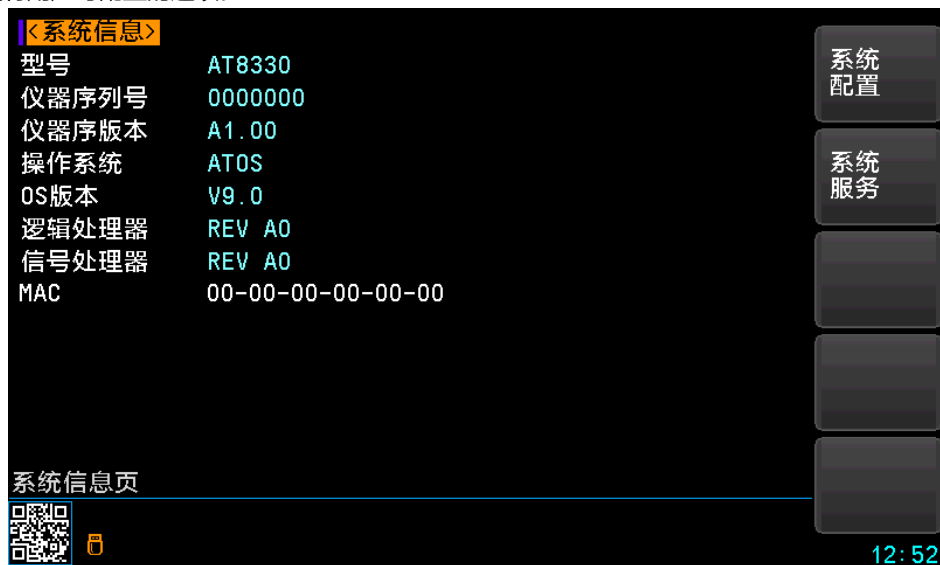 <系统信息>
型号 AT8330
仪器序列号 0000000
仪器序版本 A1.00
操作系统 ATOS
OS版本 V9.0
逻辑处理器 REV A0
信号处理器 REV A0
MAC 00-00-00-00-00-00
系统信息页
系统
配置
系统
服务
12:52